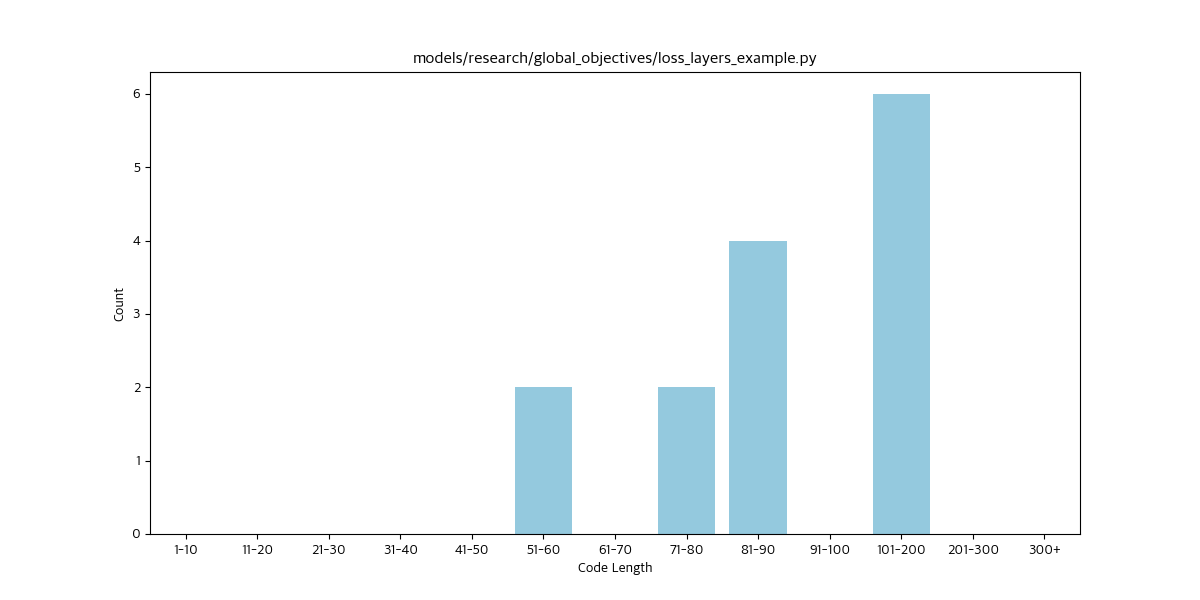 models/research/global_objectives/loss_layers_example.py
6
5
4
3
2
1
0
Count
1-10 11-20 21-30 31-40 41-50 51-60 61-70 71-80 81-90 91-100 101-200 201-300 300+
Code Length